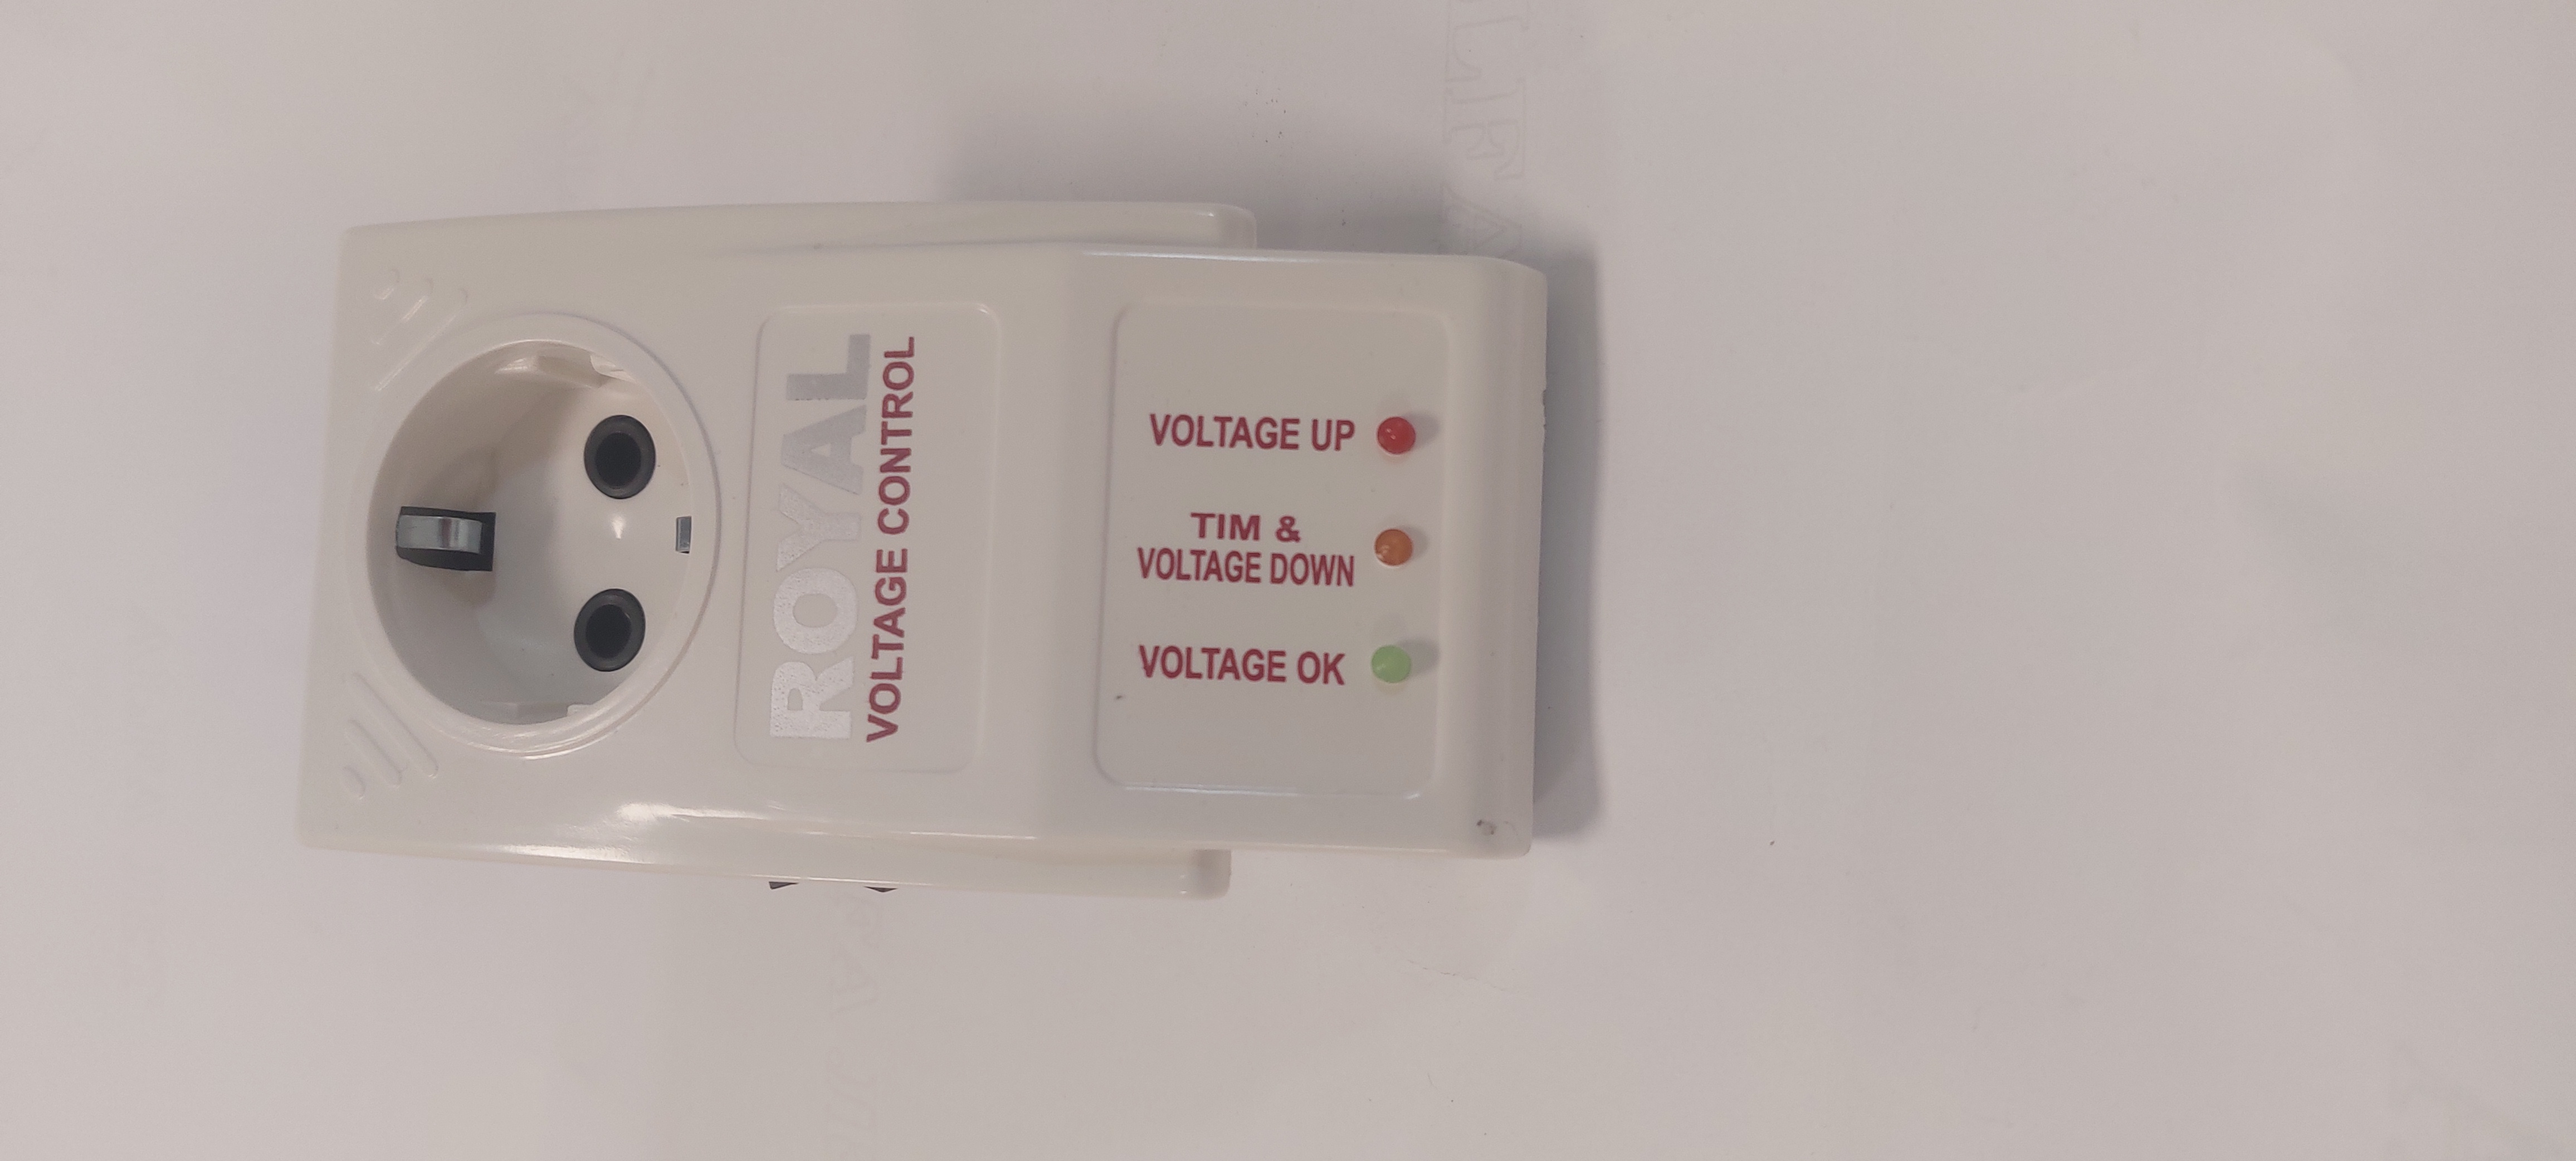 ROYAL
VOLTAGE CONTROL
VOLTAGE UP
TIM &
VOLTAGE DOWN
VOLTAGE OK